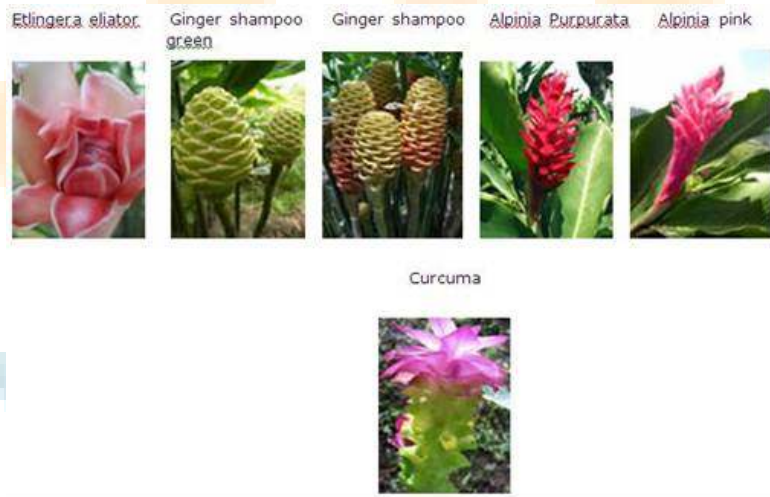 Etlingera eliator
Ginger shampoo
green
Ginger shampoo
Alpinia Purpurata
Alpinia pink
Curcuma